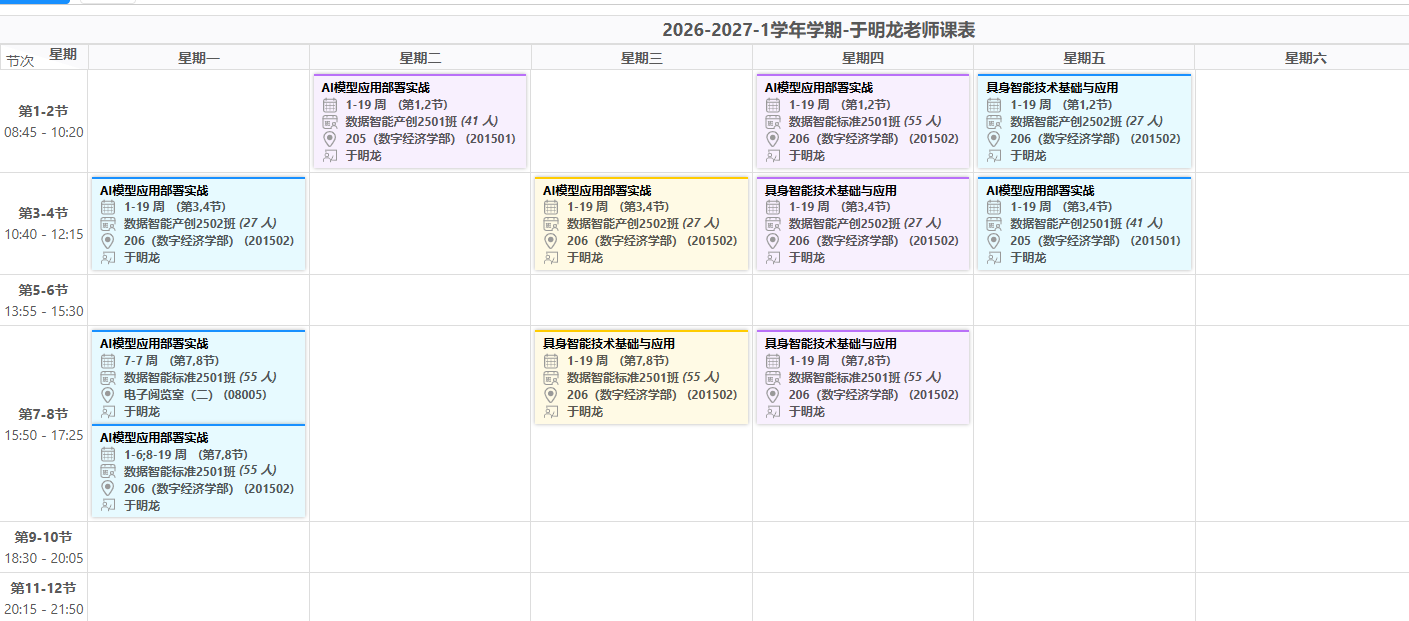 2026-2027-1学年学期-于明龙老师课表
节次 星期 星期一 星期二 星期三 星期四 星期五 星期六
第1-2节
08:45 - 10:20
AI模型应用部署实战
1-19 周 (第1,2节)
数据智能产创2501班 (41 人)
205（数字经济学部） (201501)
于明龙
AI模型应用部署实战
1-19 周 (第1,2节)
数据智能标准2501班 (55 人)
206（数字经济学部） (201502)
于明龙
具身智能技术基础与应用
1-19 周 (第1,2节)
数据智能产创2502班 (27 人)
206（数字经济学部） (201502)
于明龙
第3-4节
10:40 - 12:15
AI模型应用部署实战
1-19 周 (第3,4节)
数据智能产创2502班 (27 人)
206（数字经济学部） (201502)
于明龙
AI模型应用部署实战
1-19 周 (第3,4节)
数据智能产创2502班 (27 人)
206（数字经济学部） (201502)
于明龙
具身智能技术基础与应用
1-19 周 (第3,4节)
数据智能产创2502班 (27 人)
206（数字经济学部） (201502)
于明龙
AI模型应用部署实战
1-19 周 (第3,4节)
数据智能产创2501班 (41 人)
205（数字经济学部） (201501)
于明龙
第5-6节
13:55 - 15:30
第7-8节
15:50 - 17:25
AI模型应用部署实战
7-7 周 (第7,8节)
数据智能标准2501班 (55 人)
电子阅览室（二） (08005)
于明龙
AI模型应用部署实战
1-6;8-19 周 (第7,8节)
数据智能标准2501班 (55 人)
206（数字经济学部） (201502)
于明龙
具身智能技术基础与应用
1-19 周 (第7,8节)
数据智能标准2501班 (55 人)
206（数字经济学部） (201502)
于明龙
具身智能技术基础与应用
1-19 周 (第7,8节)
数据智能标准2501班 (55 人)
206（数字经济学部） (201502)
于明龙
第9-10节
18:30 - 20:05
第11-12节
20:15 - 21:50